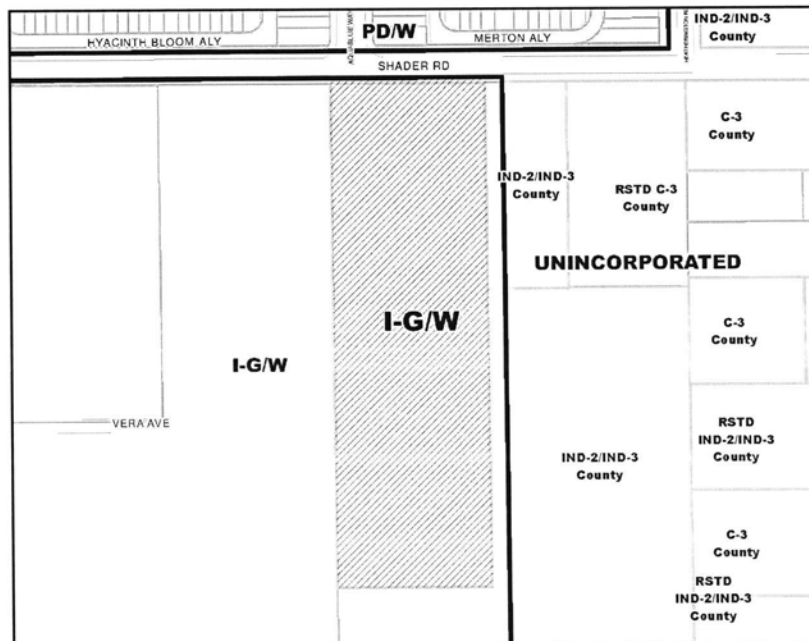 PD/W
IND-2/IND-3
County
HYACINTH BLOOM ALY
MERTON ALY
SHADER RD
C-3
County
IND-2/IND-3
County
RSTD C-3
County
UNINCORPORATED
I-G/W
C-3
County
I-G/W
VERA AVE
RSTD
IND-2/IND-3
County
IND-2/IND-3
County
C-3
County
RSTD
IND-2/IND-3
County